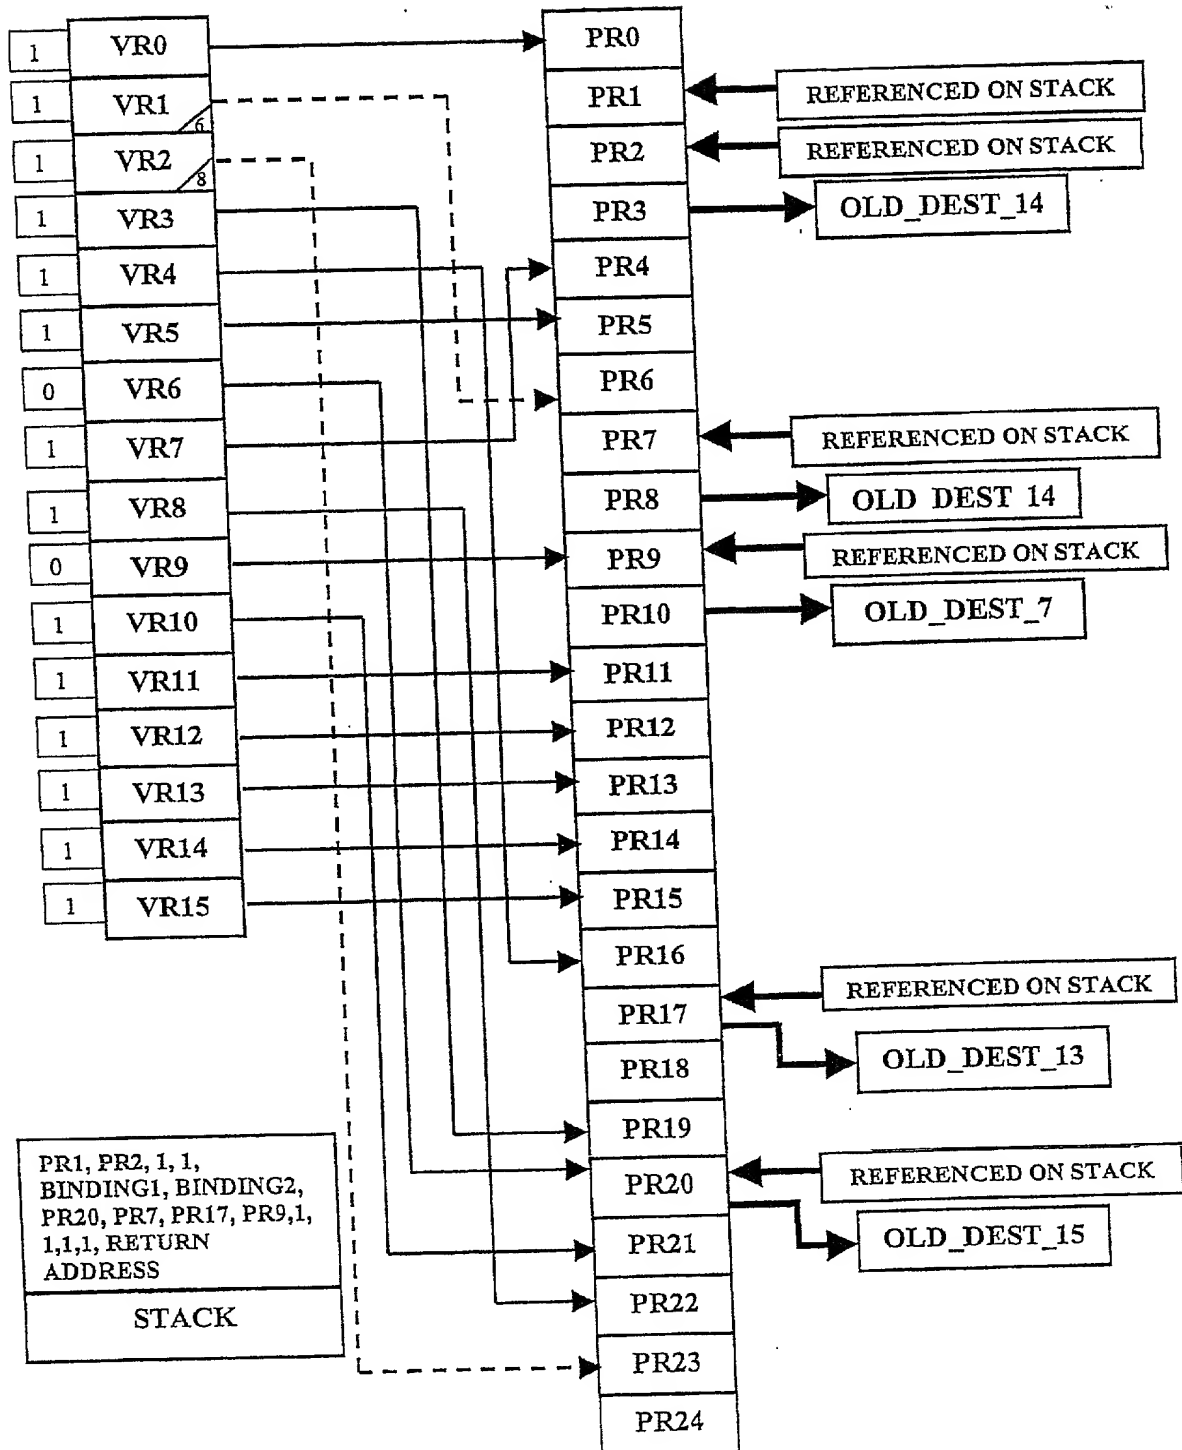 1 VR0 PR0
1 VR1 6 PR1 REFERENCED ON STACK
1 VR2 8 PR2 REFERENCED ON STACK
1 VR3 PR3 OLD_DEST_14
1 VR4 PR4
1 VR5 PR5
0 VR6 PR6
1 VR7 PR7 REFERENCED ON STACK
1 VR8 PR8 OLD DEST 14
0 VR9 PR9 REFERENCED ON STACK
1 VR10 PR10 OLD_DEST_7
1 VR11 PR11
1 VR12 PR12
1 VR13 PR13
1 VR14 PR14
1 VR15 PR15
PR16
PR17 REFERENCED ON STACK
OLD_DEST_13
PR18
PR19
PR20 REFERENCED ON STACK
OLD_DEST_15
PR21
PR22
PR23
PR24
PR1, PR2, 1, 1,
BINDING1, BINDING2,
PR20, PR7, PR17, PR9,1,
1,1,1, RETURN
ADDRESS
STACK